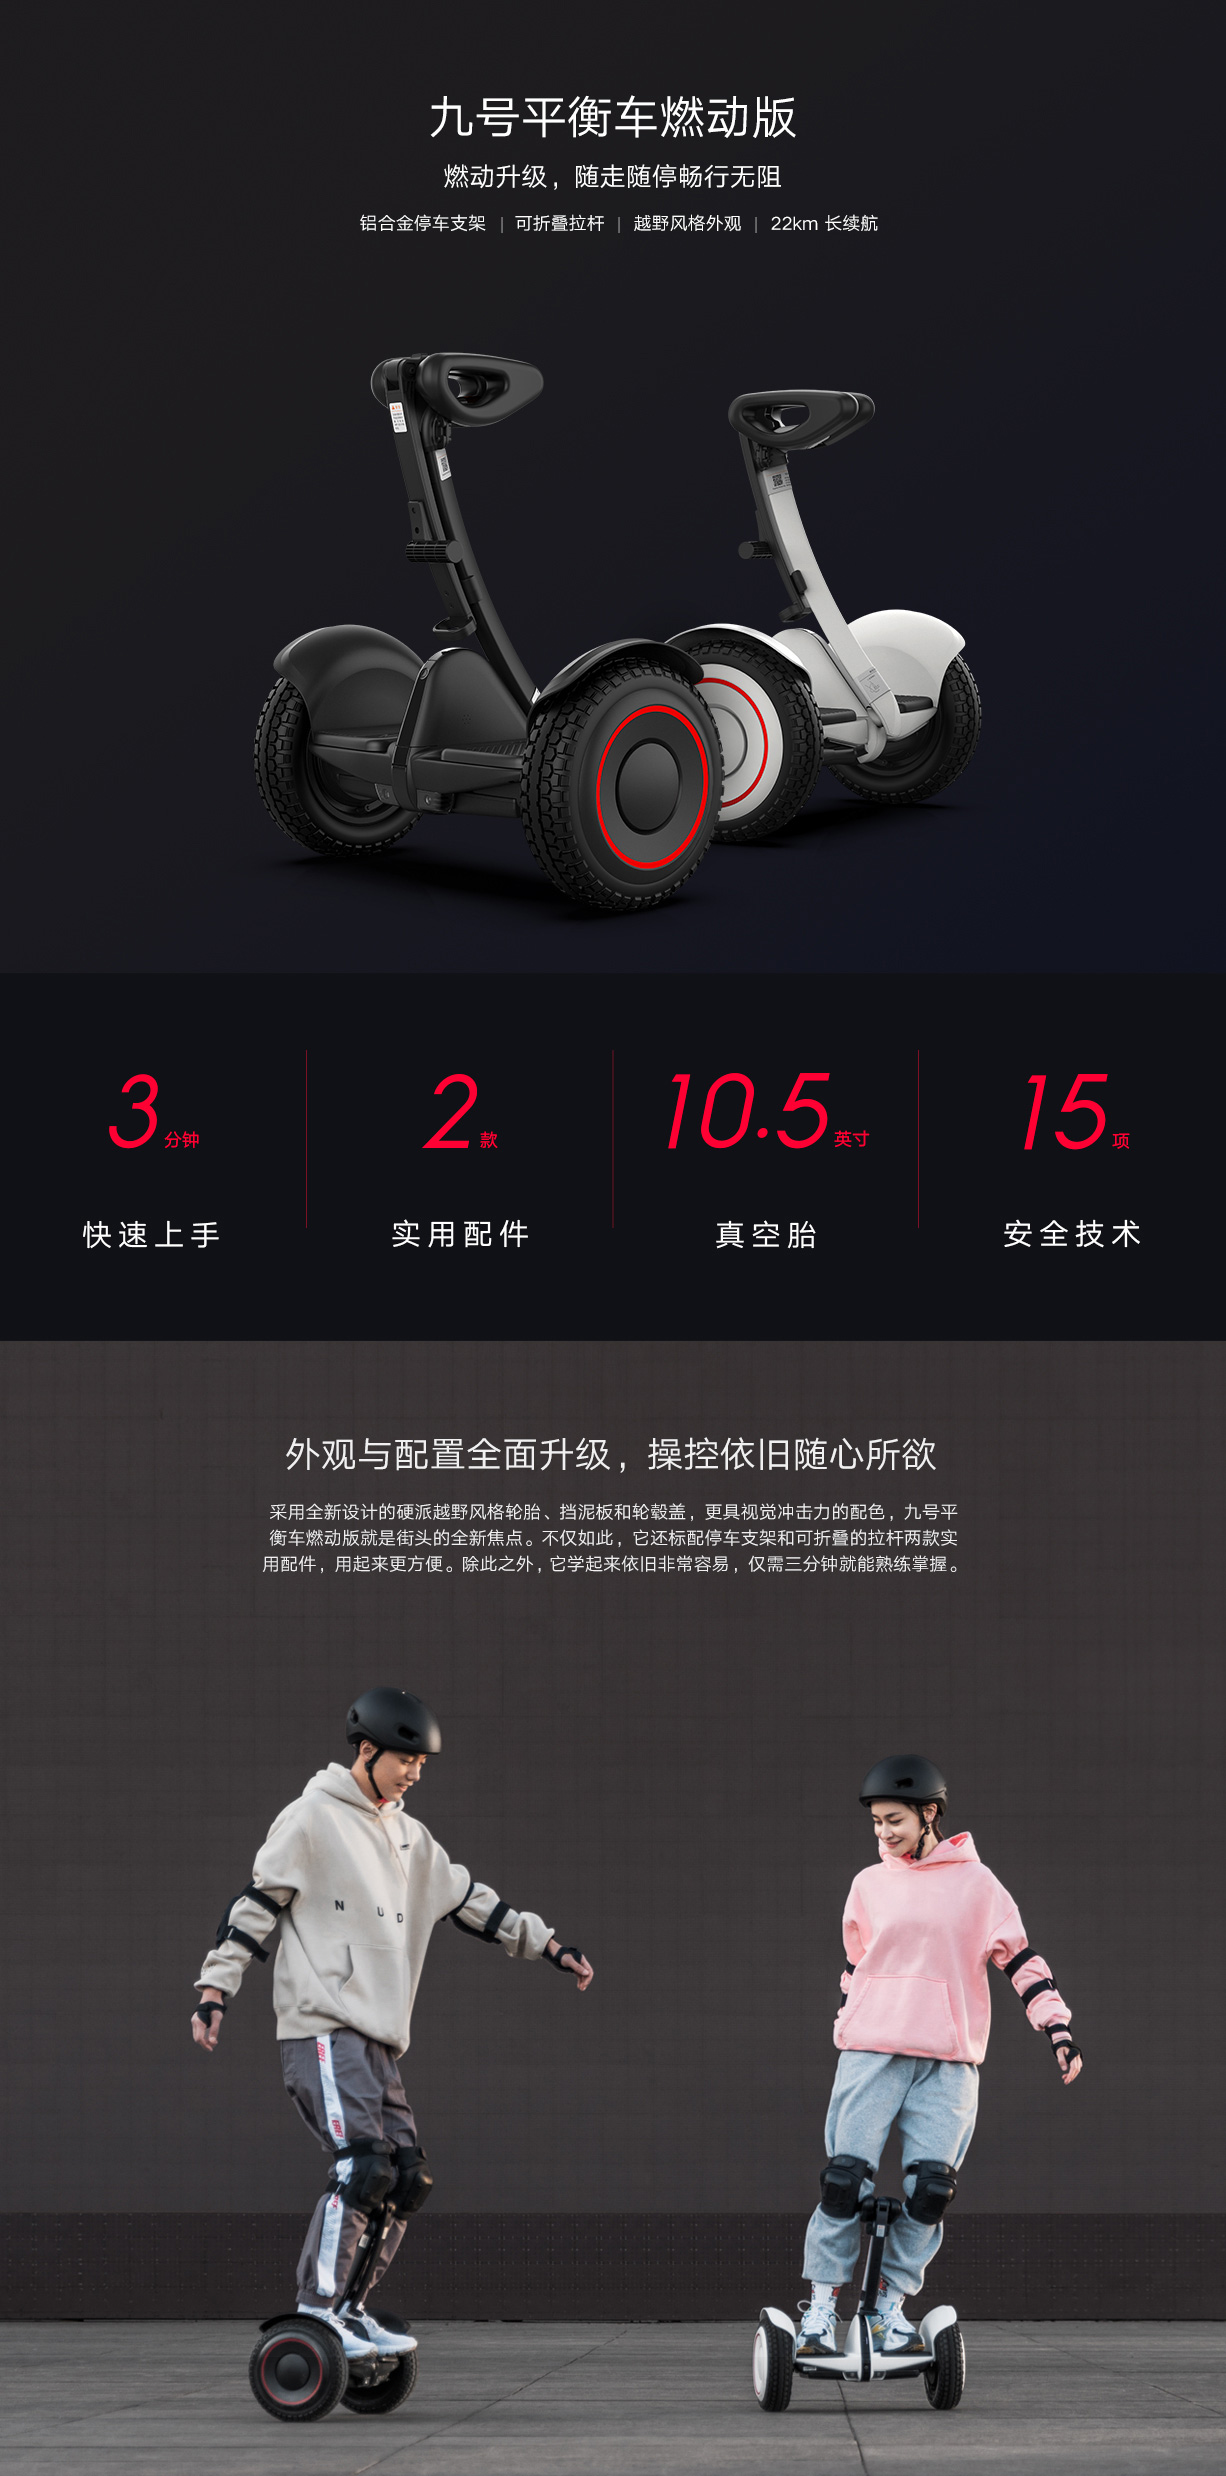 九号平衡车燃动版
燃动升级，随走随停畅行无阻
铝合金停车支架 | 可折叠拉杆 | 越野风格外观 | 22km 长续航
3 分钟
快速上手
2 款
实用配件
10.5 英寸
真空胎
15 项
安全技术
外观与配置全面升级，操控依旧随心所欲
采用全新设计的硬派越野风格轮胎、挡泥板和轮毂盖，更具视觉冲击力的配色，九号平
衡车燃动版就是街头的全新焦点。不仅如此，它还标配停车支架和可折叠的拉杆两款实
用配件，用起来更方便。除此之外，它学起来依旧非常容易，仅需三分钟就能熟练掌握。
N U D